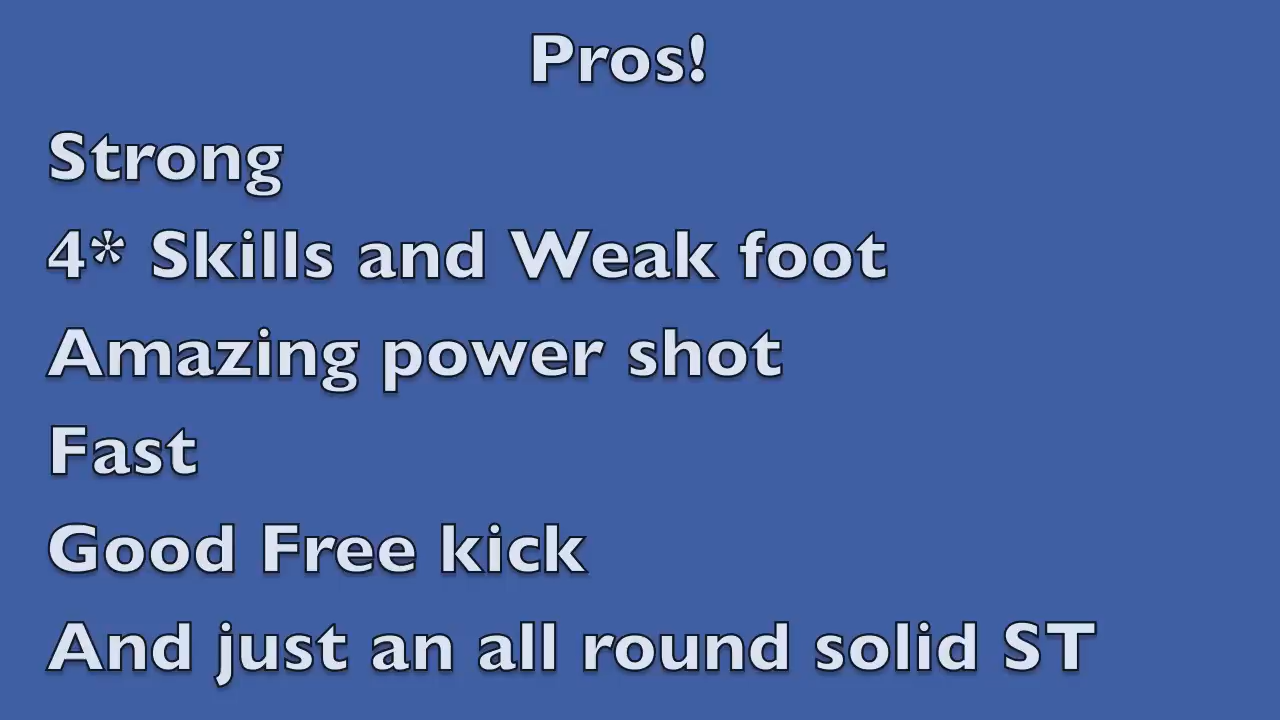 Pros!
Strong
4* Skills and Weak foot
Amazing power shot
Fast
Good Free kick
And just an all round solid ST